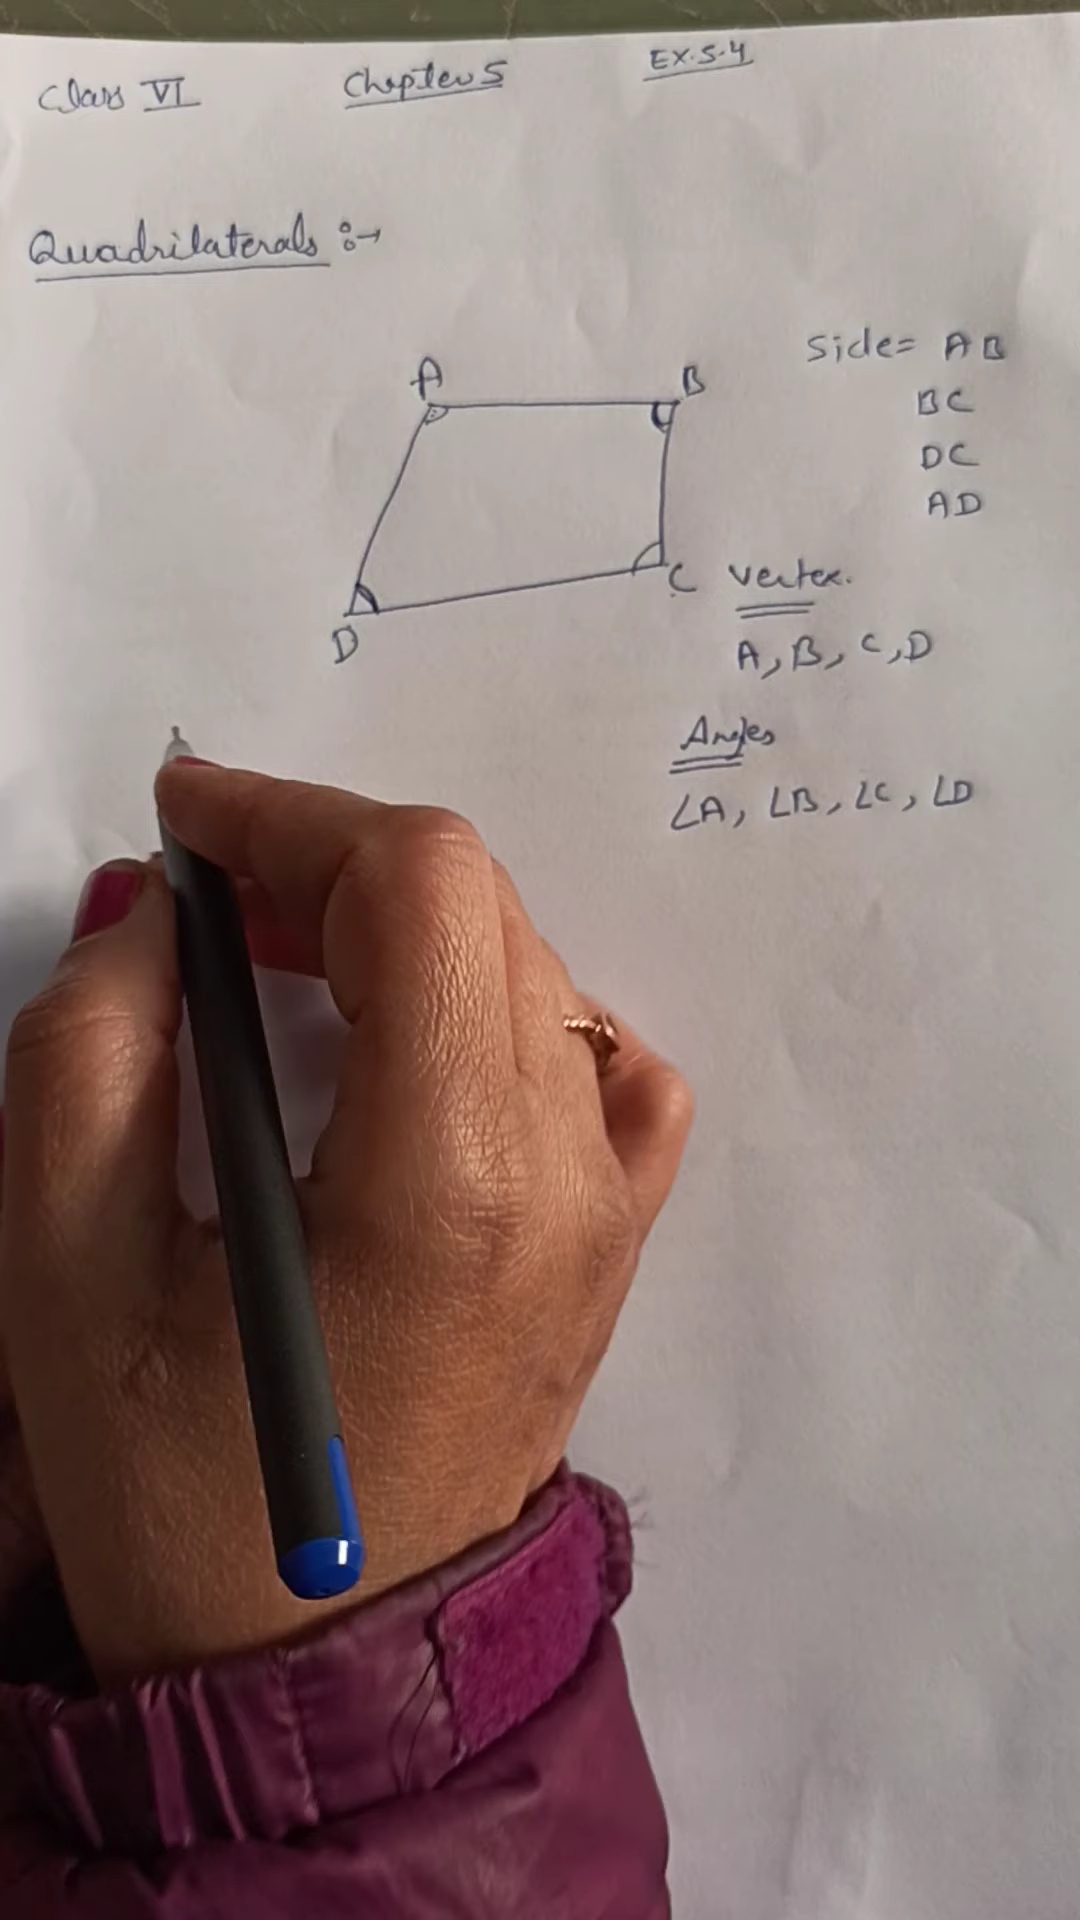 Class VI Chapter 5 Ex.5.4
Quadrilaterals :→
A
B
C
D
Side = AB
BC
DC
AD
Vertex.
A, B, C, D
Angles
∠A, ∠B, ∠C, ∠D